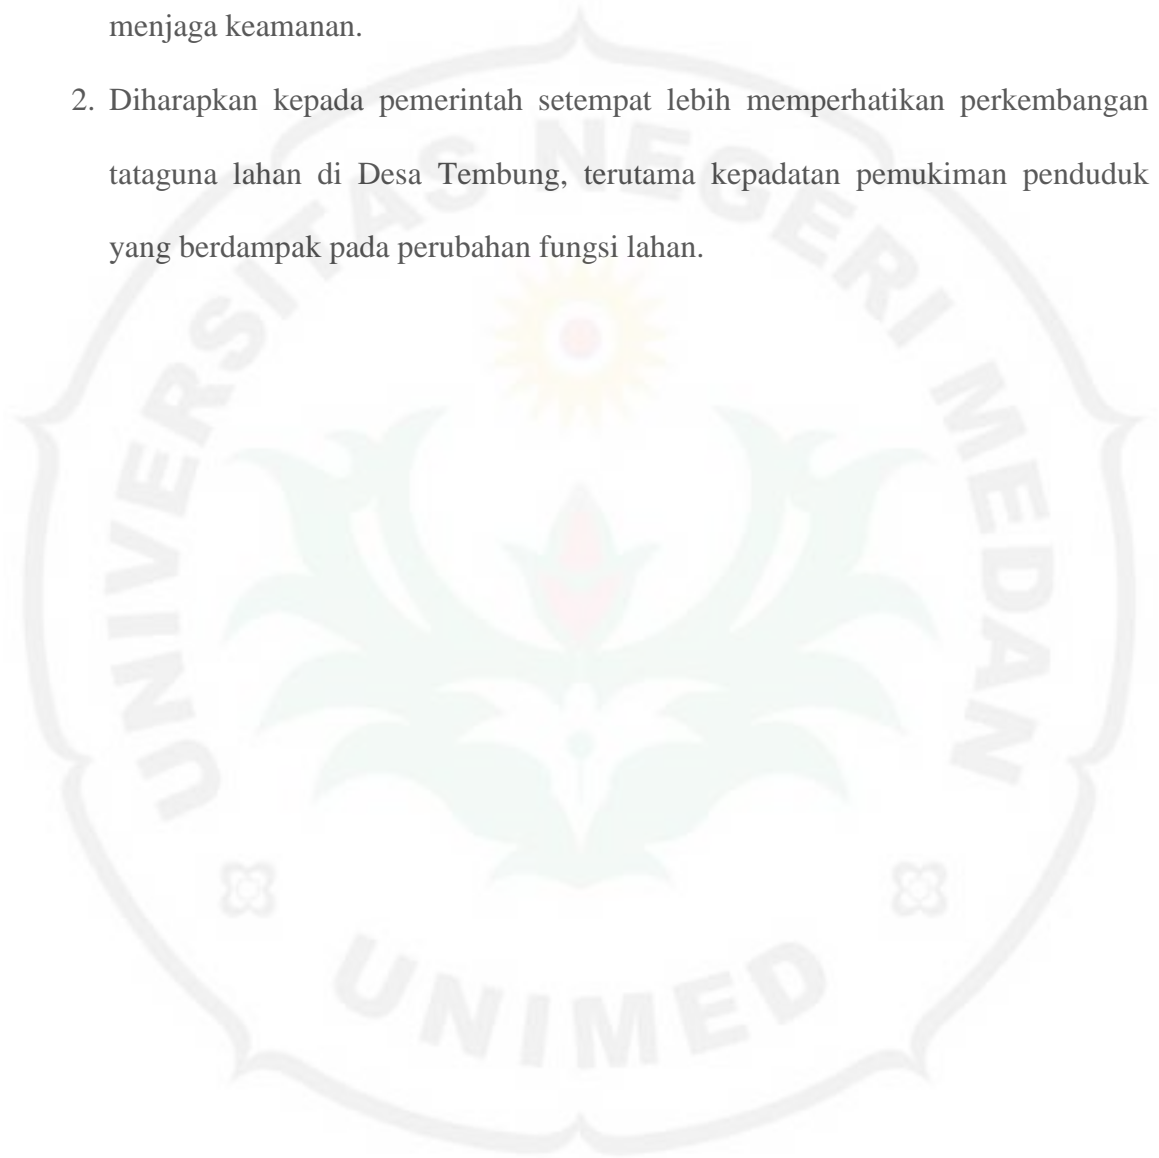 menjaga keamanan.
2. Diharapkan kepada pemerintah setempat lebih memperhatikan perkembangan
tataguna lahan di Desa Tembung, terutama kepadatan pemukiman penduduk
yang berdampak pada perubahan fungsi lahan.
UNIVERSITAS NEGERI MEDAN
UNIMED